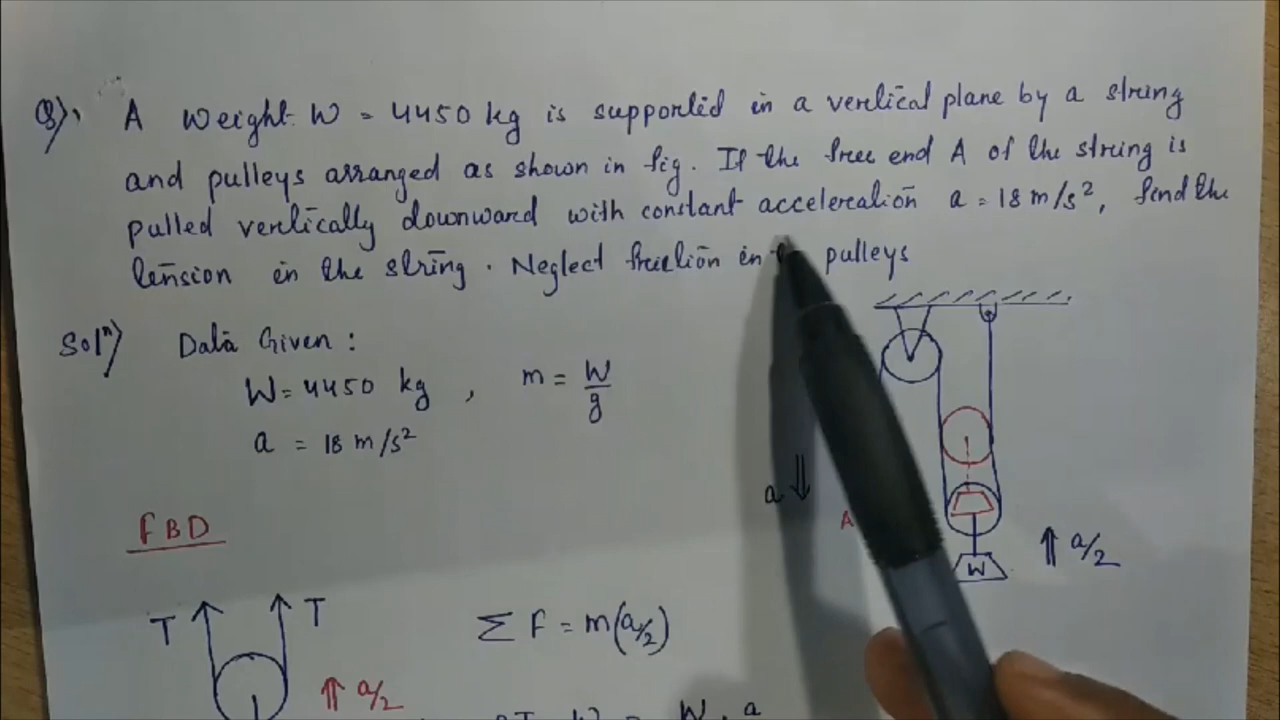 Q). A Weight W = 4450 kg is supported in a vertical plane by a string
and pulleys arranged as shown in fig. If the free end A of the string is
pulled vertically downward with constant acceleration a = 18 m/s², find the
tension in the string. Neglect friction in pulleys
Solⁿ) Data Given :
W = 4450 kg , m = W/g
a = 18 m/s²
a
A
W
a/2
FBD
T T
a/2
Σ F = m(a/2)